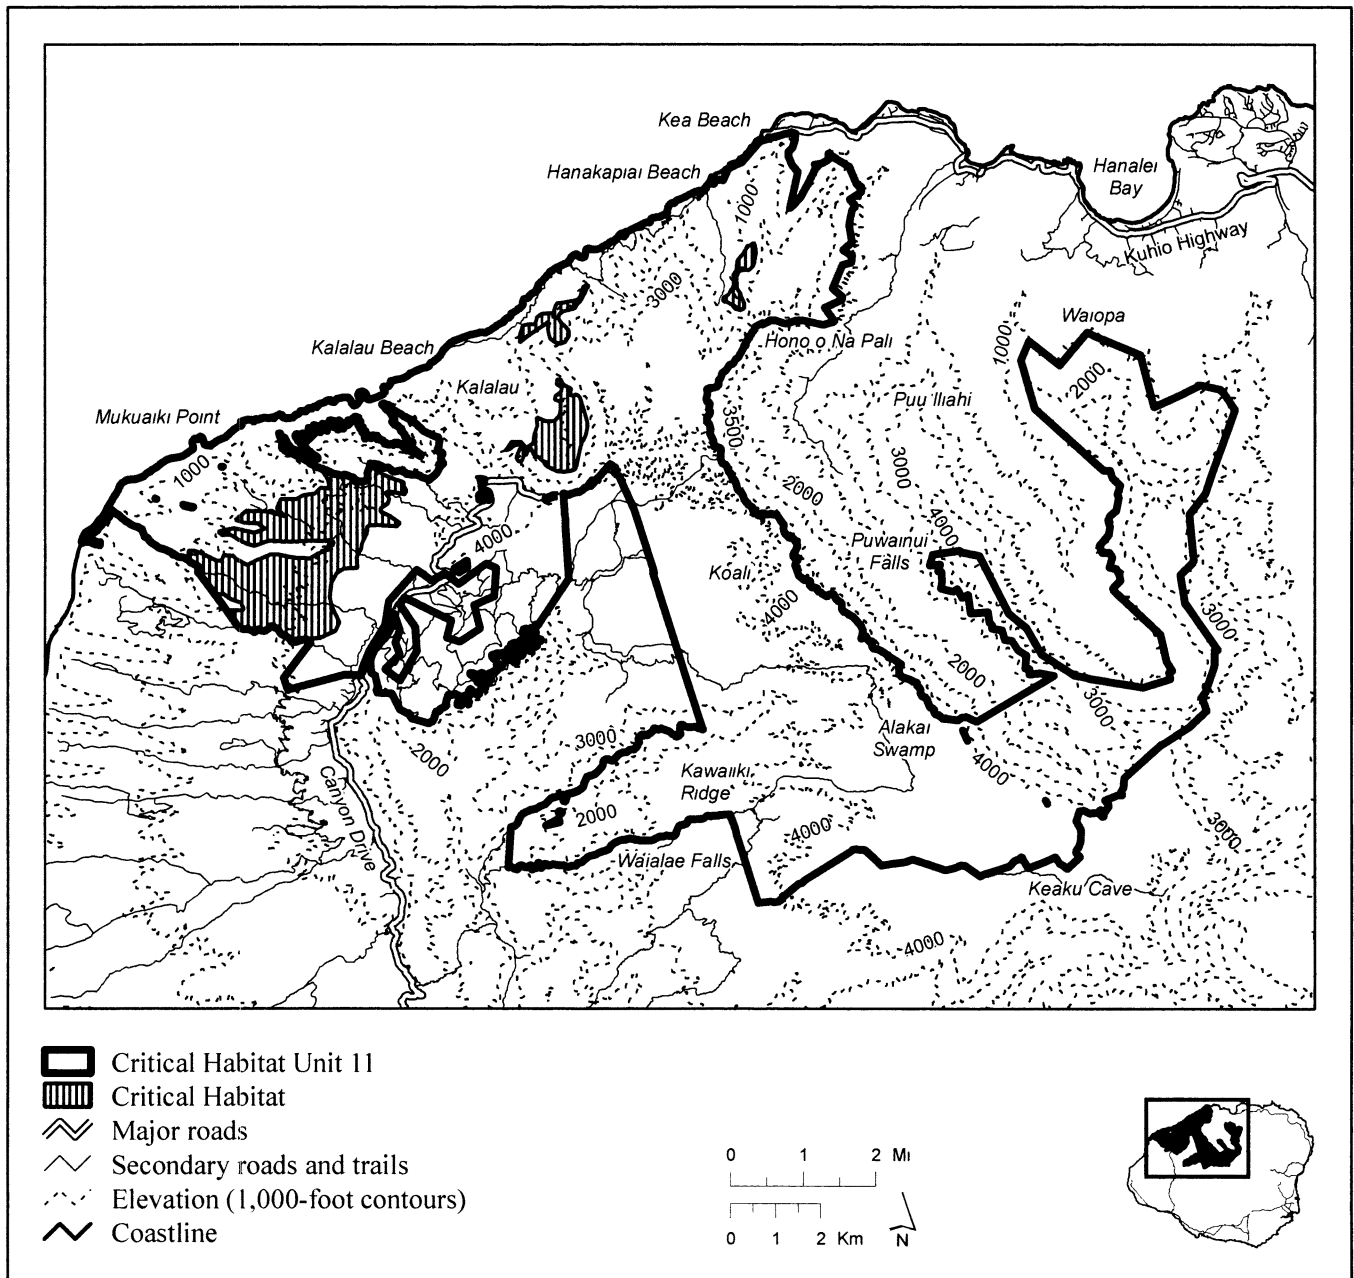 Kea Beach
Hanakapiai Beach
Hanalei
Bay
Kuhio Highway
1000
3000
Kalalau Beach
Hono o Na Pali
Waiopa
1000
2000
Kalalau
Puu Iliahi
Mukuaiki Point
3500
1000
3000
2000
4000
4000
Puwainui
Falls
Koali
4000
3000
2000
3000
Alakai
Swamp
3000
2000
4000
Kawaiiki
Ridge
2000
4000
3000
Canyon Drive
Waialae Falls
Keaku Cave
4000
Critical Habitat Unit 11
Critical Habitat
Major roads
Secondary roads and trails
Elevation (1,000-foot contours)
Coastline
0 1 2 Mi
0 1 2 Km
N